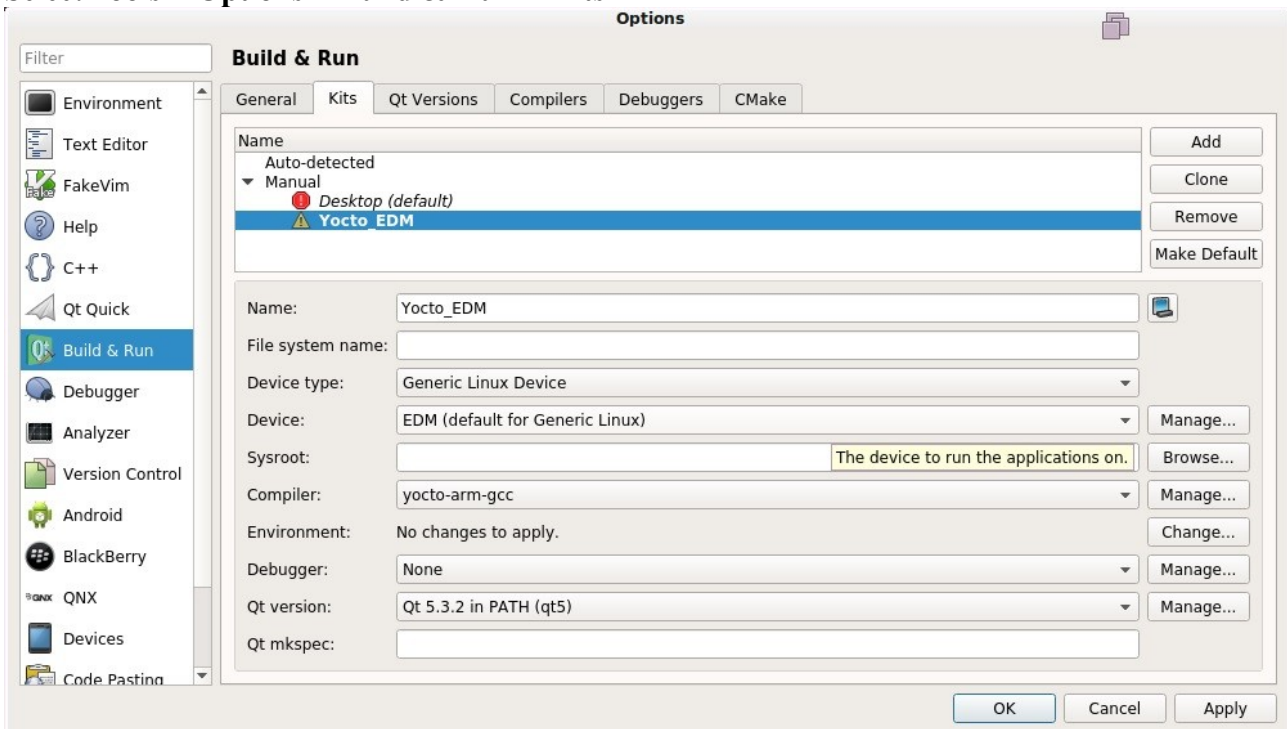 Options
Filter
Build & Run
Environment
Text Editor
FakeVim
Help
C++
Qt Quick
Build & Run
Debugger
Analyzer
Version Control
Android
BlackBerry
QNX
Devices
Code Pasting
General Kits Qt Versions Compilers Debuggers CMake
Name
Auto-detected
Manual
Desktop (default)
Yocto_EDM
Add
Clone
Remove
Make Default
Name: Yocto_EDM
File system name:
Device type: Generic Linux Device
Device: EDM (default for Generic Linux) Manage...
Sysroot: The device to run the applications on. Browse...
Compiler: yocto-arm-gcc Manage...
Environment: No changes to apply. Change...
Debugger: None Manage...
Qt version: Qt 5.3.2 in PATH (qt5) Manage...
Qt mkspec:
OK Cancel Apply